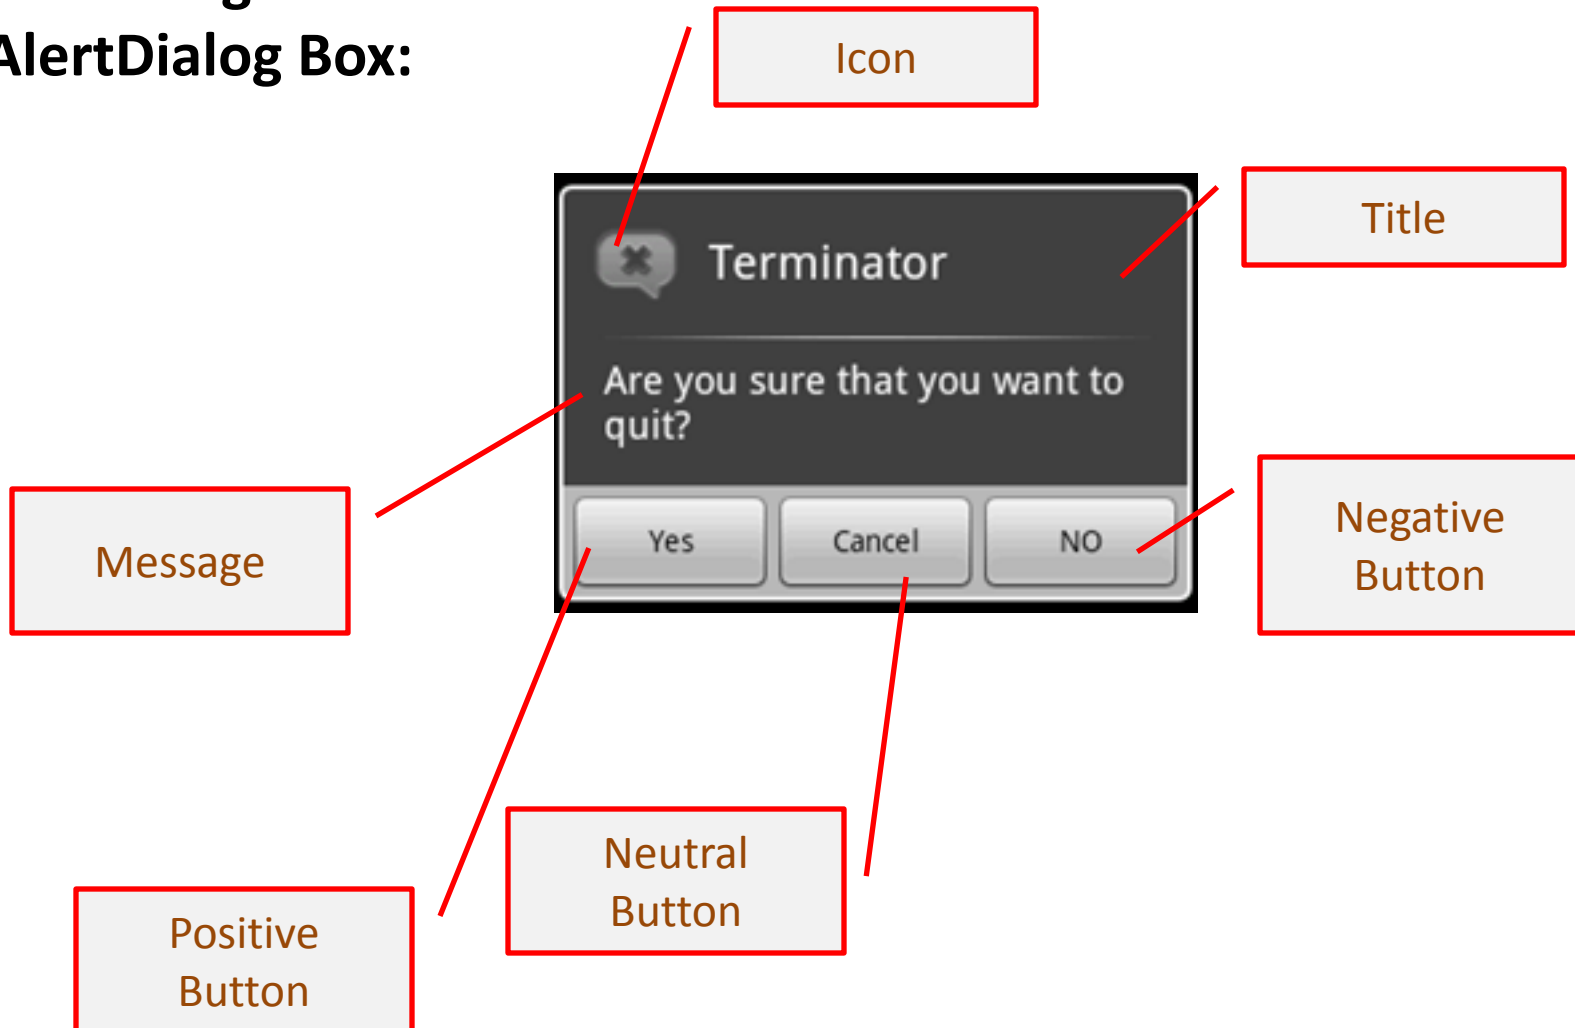 AlertDialog Box:
Icon
Title
Terminator
Are you sure that you want to
quit?
Yes
Cancel
NO
Negative
Button
Message
Neutral
Button
Positive
Button